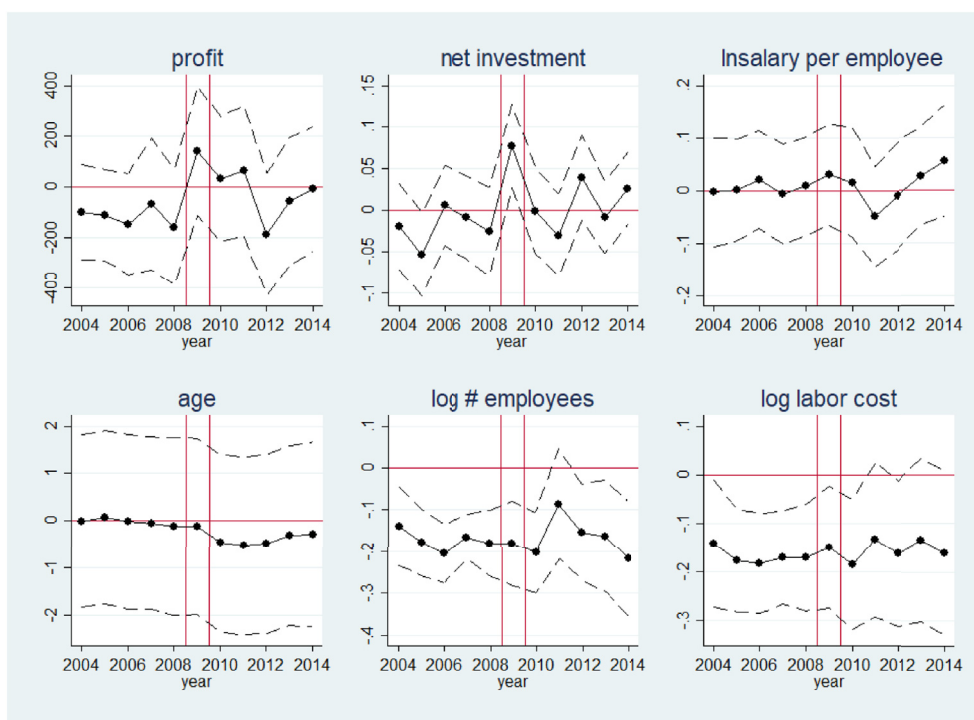 profit
400
200
0
-200
-400
2004 2006 2008 2010 2012 2014
year
net investment
.15
.1
.05
0
-.05
-.1
2004 2006 2008 2010 2012 2014
year
lnsalary per employee
.2
.1
0
-.1
-.2
2004 2006 2008 2010 2012 2014
year
age
2
1
0
-1
-2
2004 2006 2008 2010 2012 2014
year
log # employees
.1
0
-.1
-.2
-.3
-.4
2004 2006 2008 2010 2012 2014
year
log labor cost
.1
0
-.1
-.2
-.3
2004 2006 2008 2010 2012 2014
year